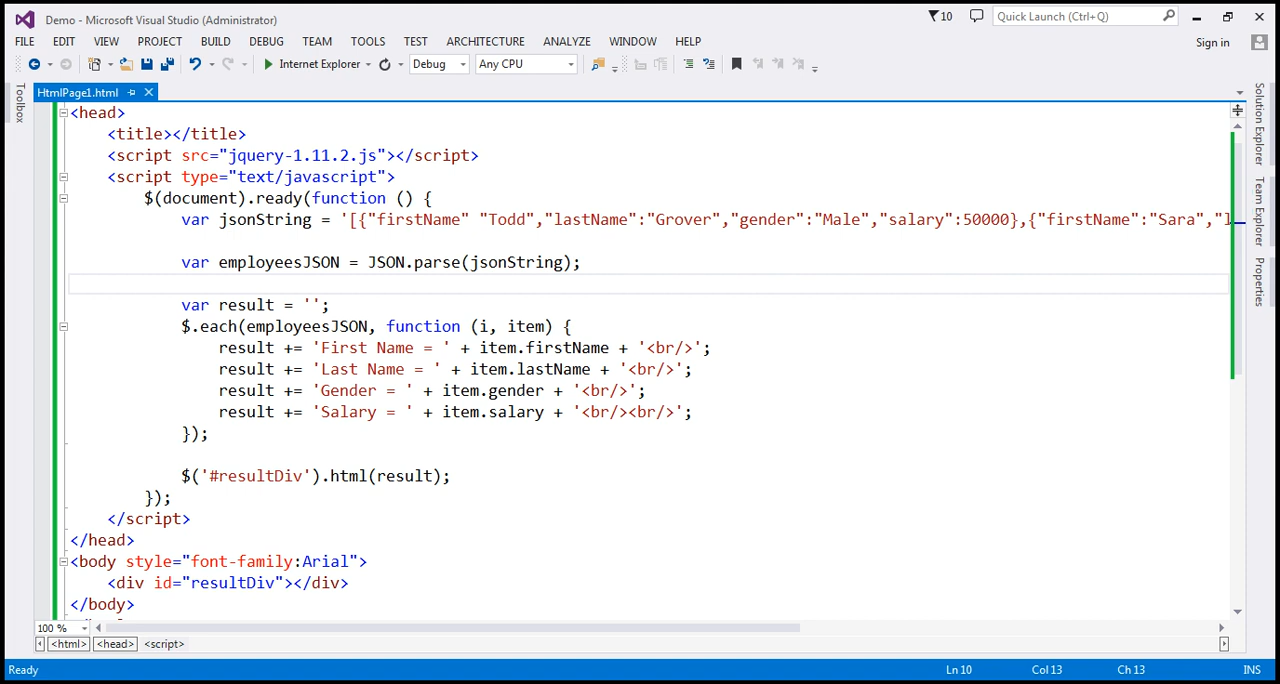 Demo - Microsoft Visual Studio (Administrator)
10
Quick Launch (Ctrl+Q)
FILE EDIT VIEW PROJECT BUILD DEBUG TEAM TOOLS TEST ARCHITECTURE ANALYZE WINDOW HELP
Sign in
Internet Explorer
Debug
Any CPU
Toolbox
HtmlPage1.html
Solution Explorer
Team Explorer
Properties
<head>
<title></title>
<script src="jquery-1.11.2.js"></script>
<script type="text/javascript">
$(document).ready(function () {
var jsonString = '[{"firstName" "Todd","lastName":"Grover","gender":"Male","salary":50000},{"firstName":"Sara","l
var employeesJSON = JSON.parse(jsonString);
var result = '';
$.each(employeesJSON, function (i, item) {
result += 'First Name = ' + item.firstName + '<br/>';
result += 'Last Name = ' + item.lastName + '<br/>';
result += 'Gender = ' + item.gender + '<br/>';
result += 'Salary = ' + item.salary + '<br/><br/>';
});
$('#resultDiv').html(result);
});
</script>
</head>
<body style="font-family:Arial">
<div id="resultDiv"></div>
</body>
100 %
<html> <head> <script>
Ready
Ln 10
Col 13
Ch 13
INS